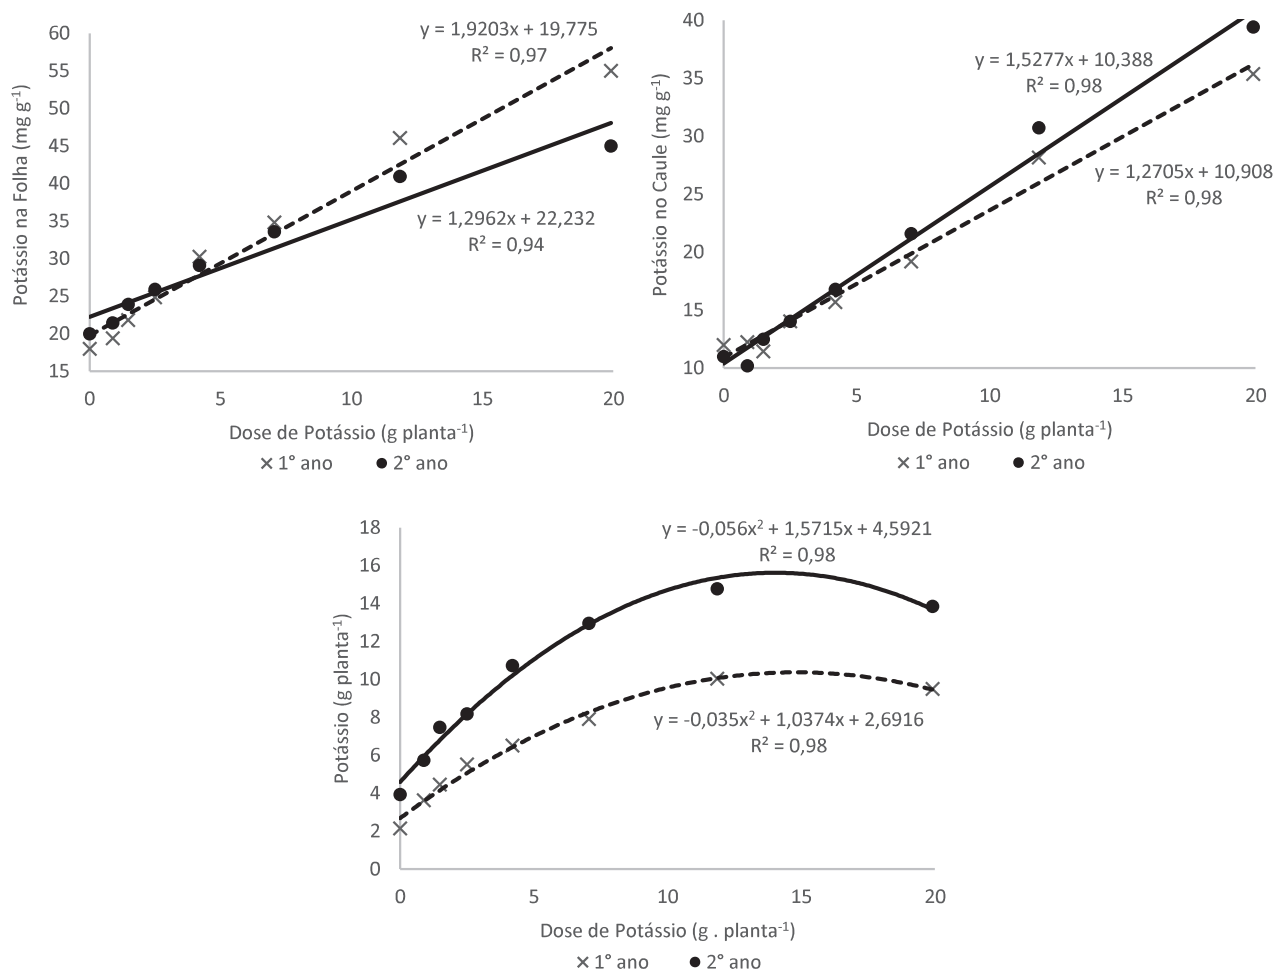 Potássio na Folha (mg g⁻¹)
60
55
50
45
40
35
30
25
20
15
y = 1,9203x + 19,775
R² = 0,97
y = 1,2962x + 22,232
R² = 0,94
0 5 10 15 20
Dose de Potássio (g planta⁻¹)
1° ano 2° ano
Potássio no Caule (mg g⁻¹)
40
35
30
25
20
15
10
y = 1,5277x + 10,388
R² = 0,98
y = 1,2705x + 10,908
R² = 0,98
0 5 10 15 20
Dose de Potássio (g planta⁻¹)
1° ano 2° ano
Potássio (g planta⁻¹)
18
16
14
12
10
8
6
4
2
0
y = -0,056x² + 1,5715x + 4,5921
R² = 0,98
y = -0,035x² + 1,0374x + 2,6916
R² = 0,98
0 5 10 15 20
Dose de Potássio (g . planta⁻¹)
1° ano 2° ano